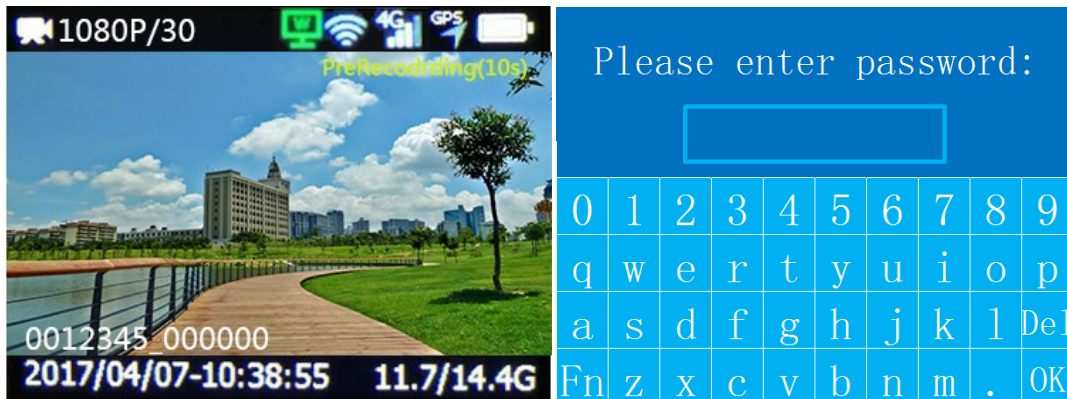 1080P/30 W 4G GPS
PreRecodrding(10s)
0012345_000000
2017/04/07-10:38:55 11.7/14.4G
Please enter password:
0 1 2 3 4 5 6 7 8 9
q w e r t y u i o p
a s d f g h j k l Del
Fn z x c v b n m . OK